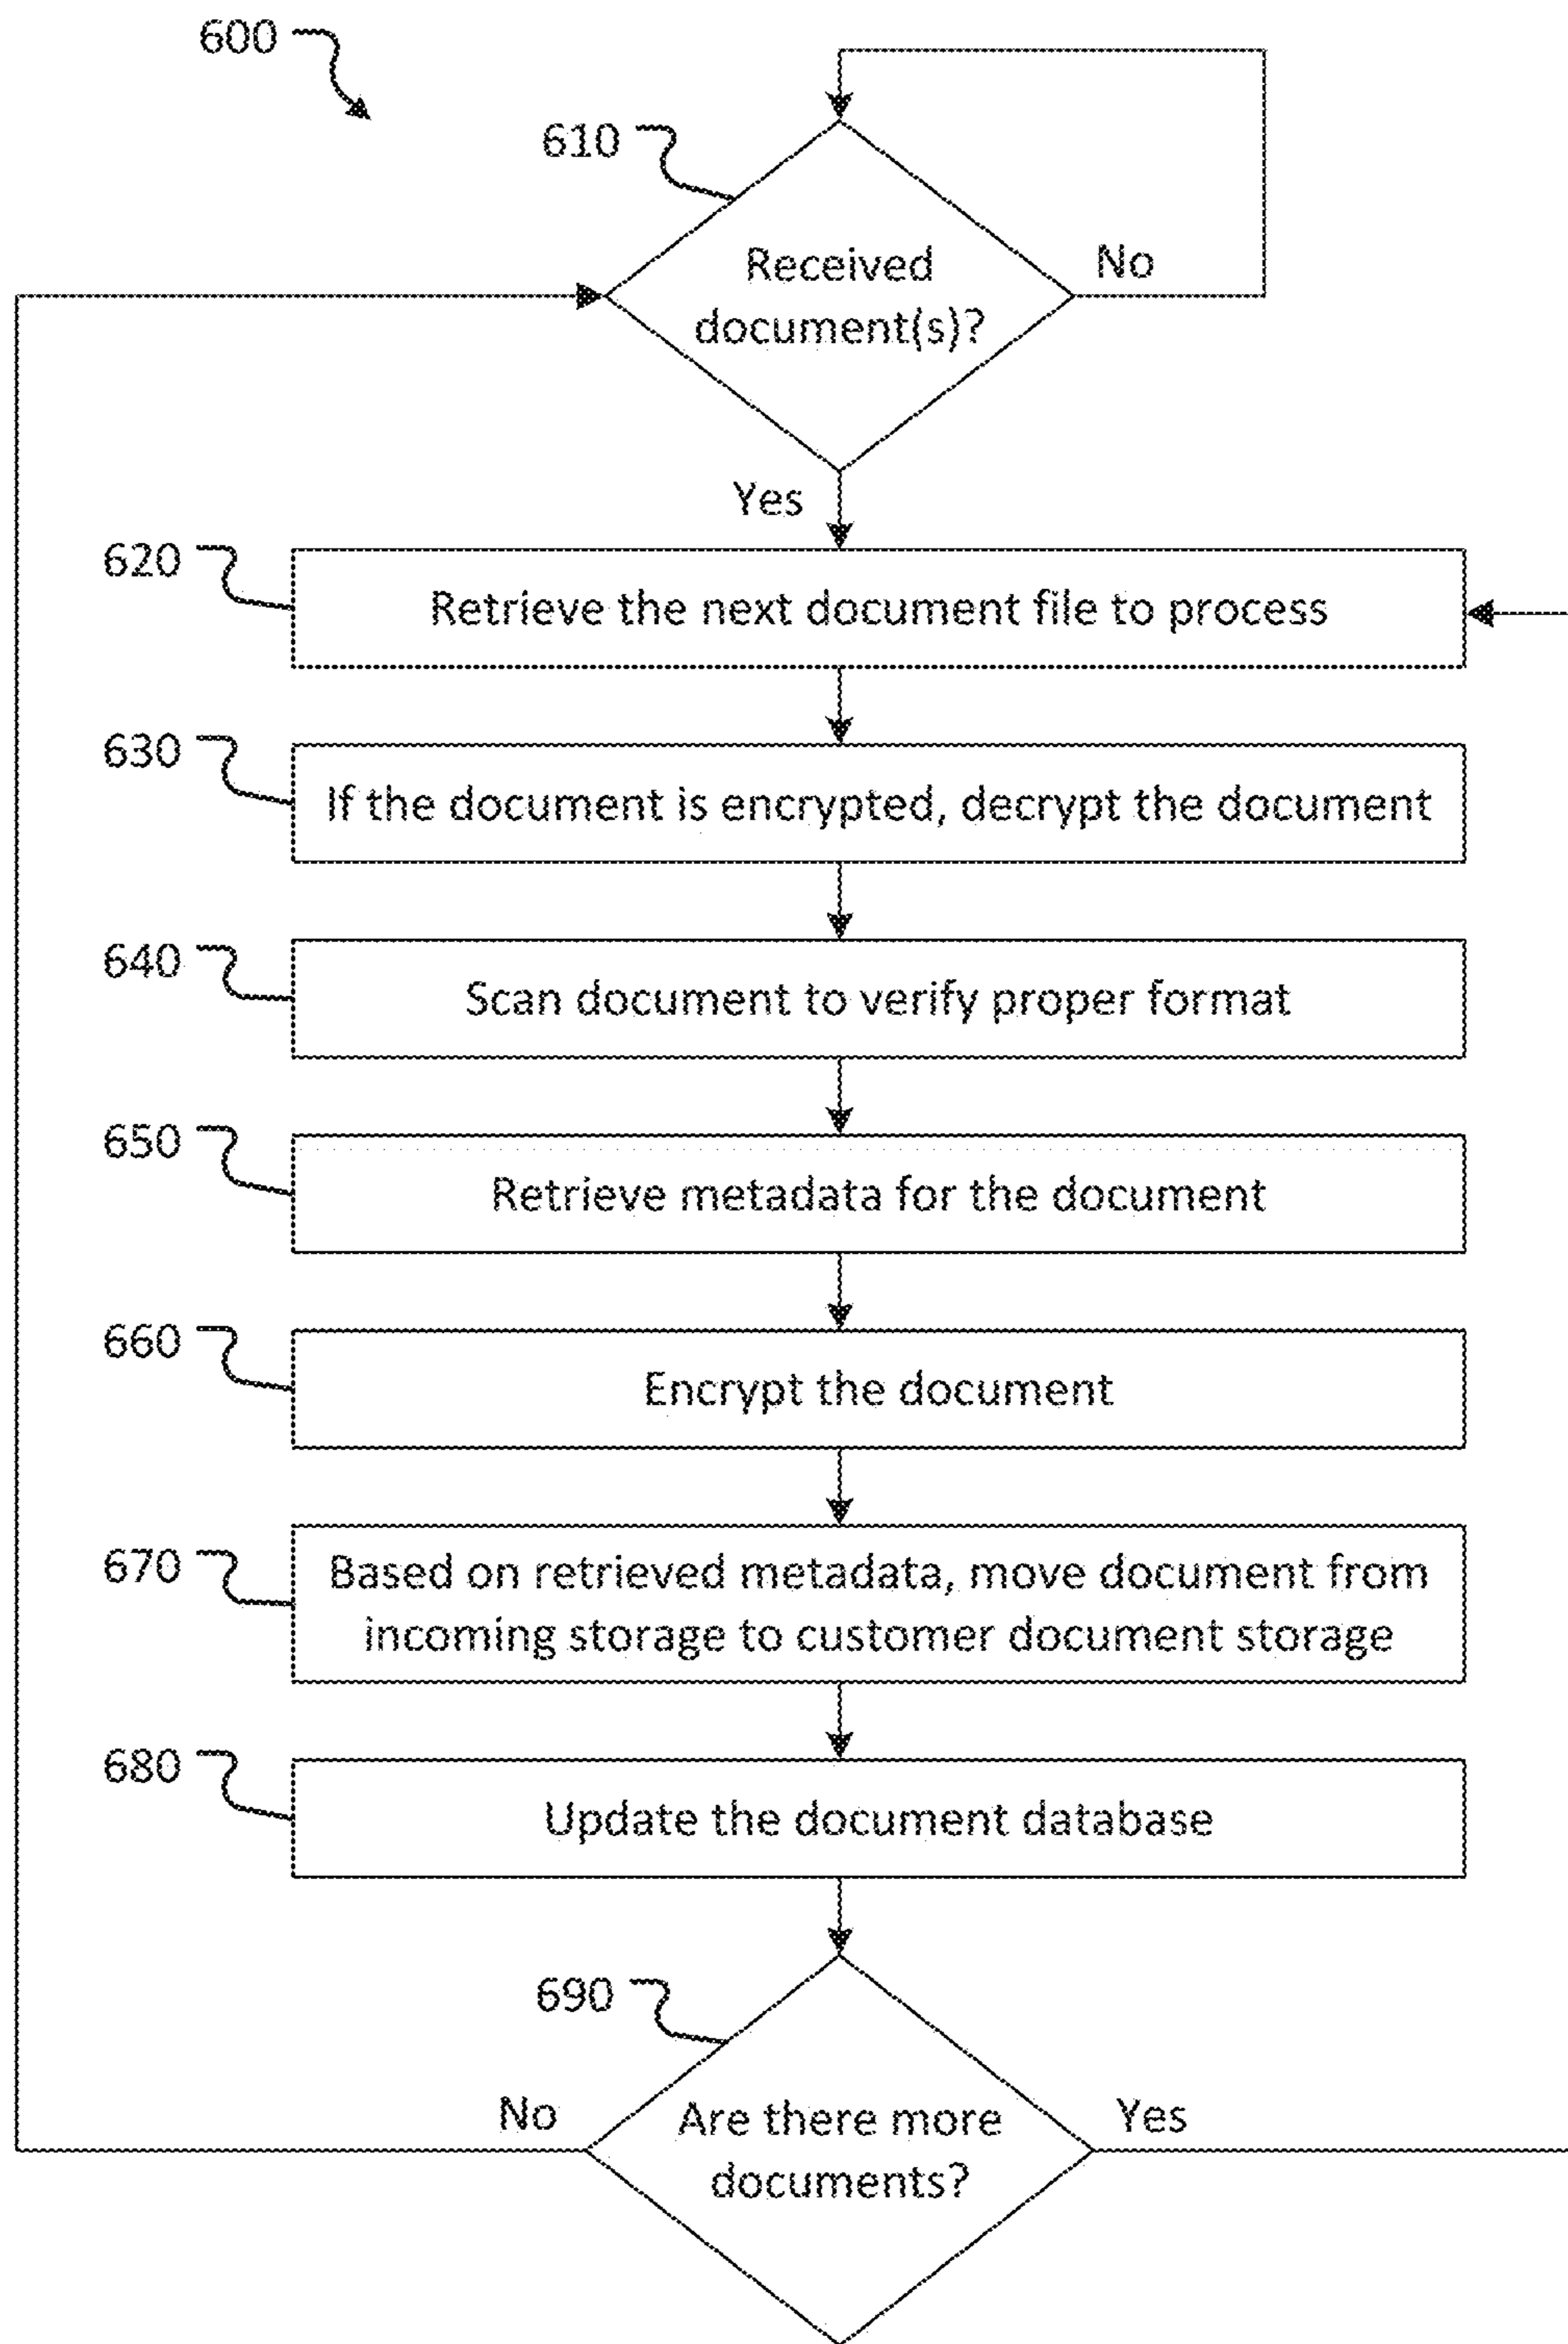 600
610
Received
document(s)?
No
Yes
620
Retrieve the next document file to process
630
If the document is encrypted, decrypt the document
640
Scan document to verify proper format
650
Retrieve metadata for the document
660
Encrypt the document
670
Based on retrieved metadata, move document from
incoming storage to customer document storage
680
Update the document database
690
No
Are there more
documents?
Yes